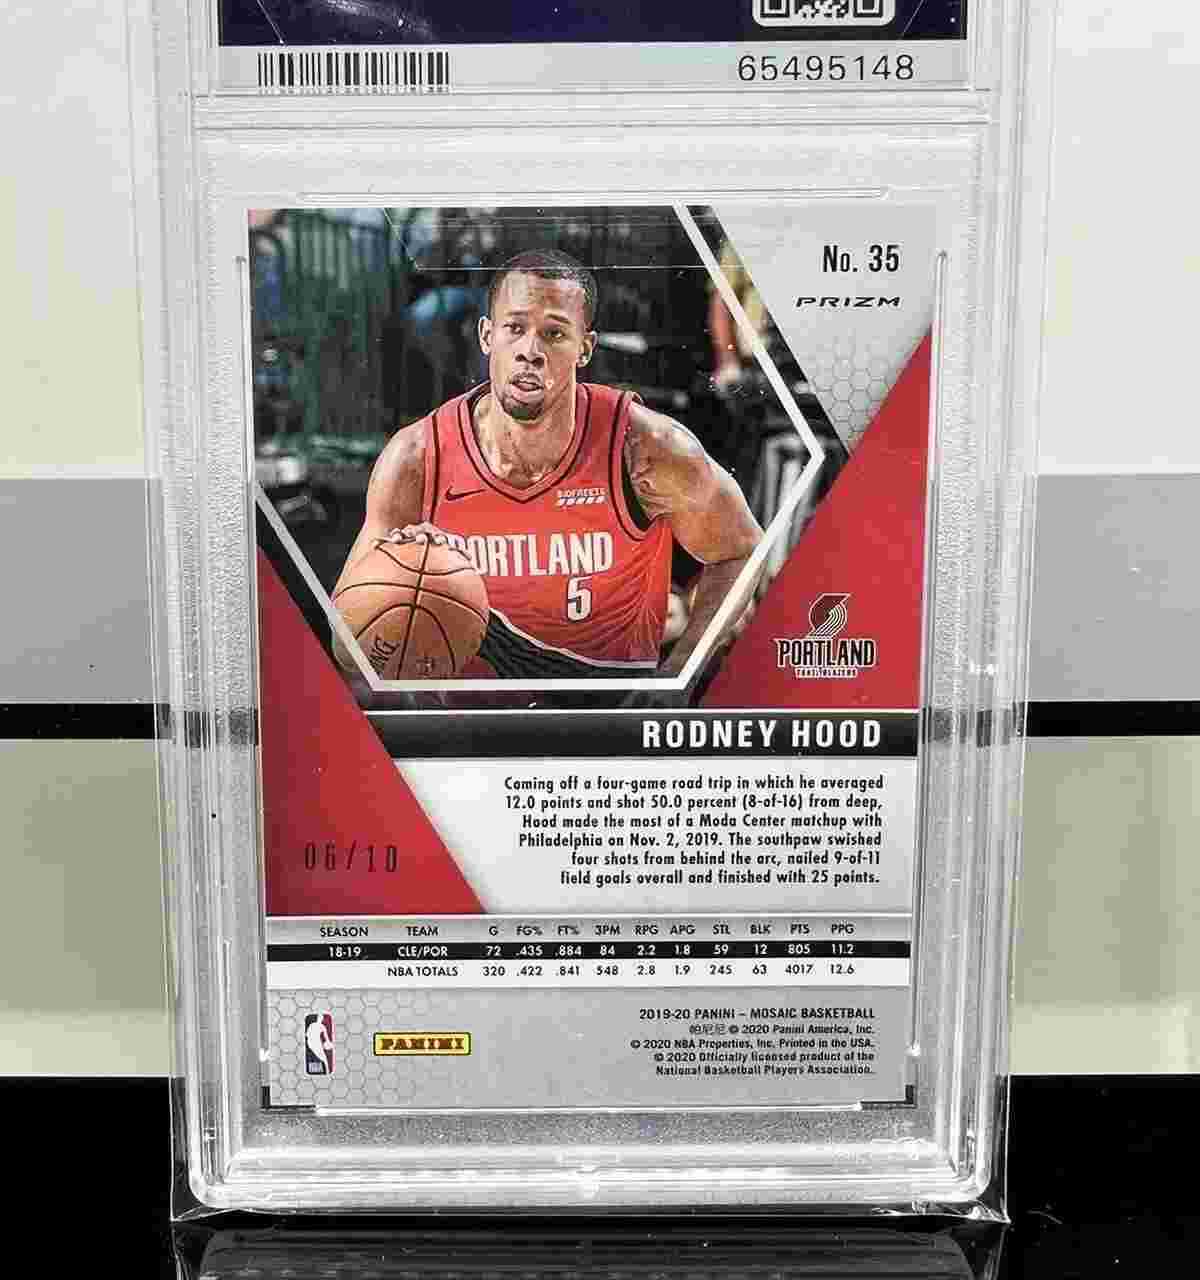 65495148
No. 35
PRIZM
BIOFREEZE
PORTLAND
5
PORTLAND
TRAIL BLAZERS
RODNEY HOOD
Coming off a four-game road trip in which he averaged
12.0 points and shot 50.0 percent (8-of-16) from deep,
Hood made the most of a Moda Center matchup with
Philadelphia on Nov. 2, 2019. The southpaw swished
four shots from behind the arc, nailed 9-of-11
field goals overall and finished with 25 points.
06/10
SEASON TEAM G FG% FT% 3PM RPG APG STL BLK PTS PPG
18-19 CLE/POR 72 .435 .884 84 2.2 1.8 59 12 805 11.2
NBA TOTALS 320 .422 .841 548 2.8 1.9 245 63 4017 12.6
2019-20 PANINI – MOSAIC BASKETBALL
帕尼尼 © 2020 Panini America, Inc.
© 2020 NBA Properties, Inc. Printed in the USA.
© 2020 Officially licensed product of the
National Basketball Players Association.
NBA
PANINI